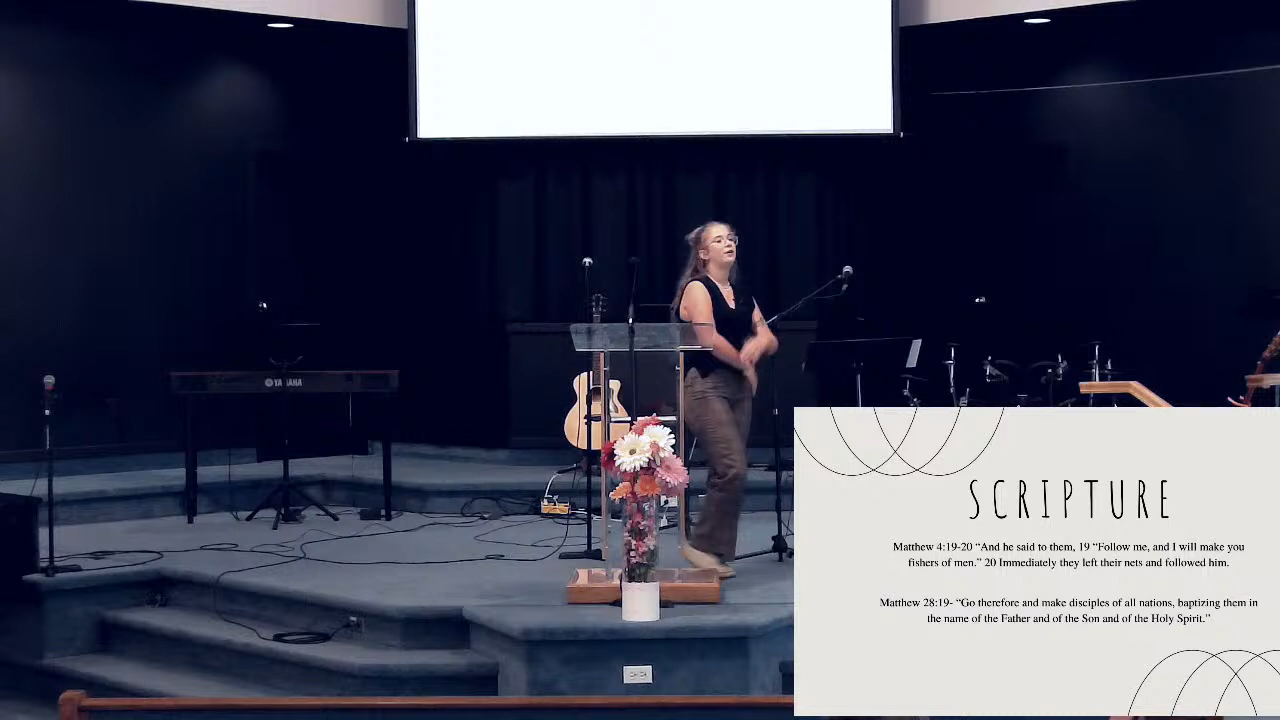 YAMAHA
SCRIPTURE
Matthew 4:19-20 “And he said to them, 19 “Follow me, and I will make you
fishers of men.” 20 Immediately they left their nets and followed him.
Matthew 28:19- “Go therefore and make disciples of all nations, baptizing them in
the name of the Father and of the Son and of the Holy Spirit.”